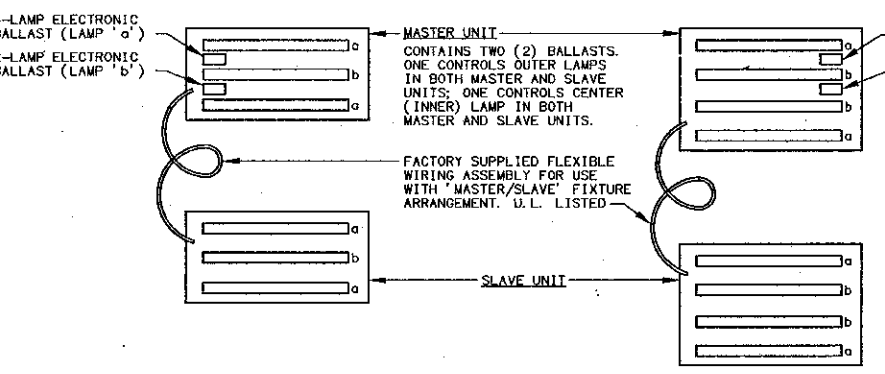 -LAMP ELECTRONIC
BALLAST (LAMP 'a')
-LAMP ELECTRONIC
BALLAST (LAMP 'b')
a
b
a
MASTER UNIT
CONTAINS TWO (2) BALLASTS.
ONE CONTROLS OUTER LAMPS
IN BOTH MASTER AND SLAVE
UNITS; ONE CONTROLS CENTER
(INNER) LAMP IN BOTH
MASTER AND SLAVE UNITS.
a
b
b
a
FACTORY SUPPLIED FLEXIBLE
WIRING ASSEMBLY FOR USE
WITH 'MASTER/SLAVE' FIXTURE
ARRANGEMENT. U.L. LISTED
a
b
a
SLAVE UNIT
a
b
b
a